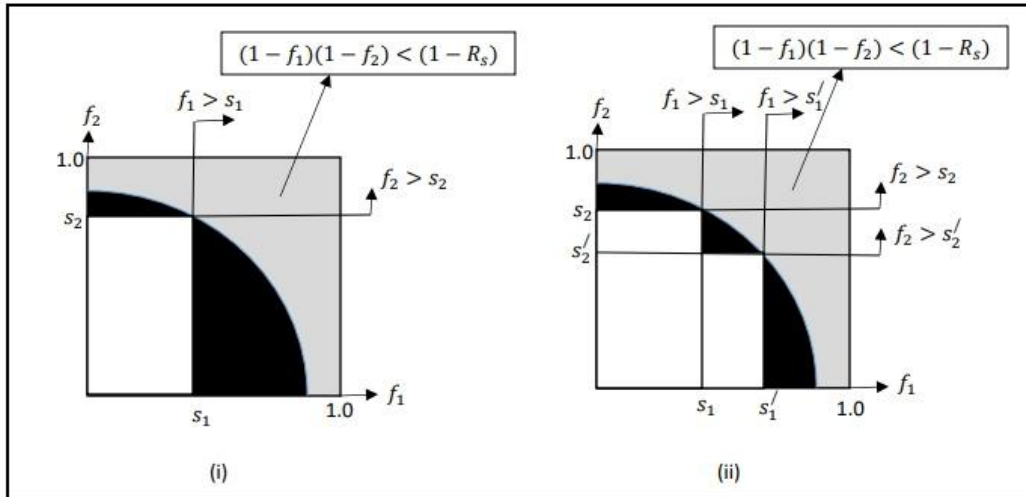 (1 − f₁)(1 − f₂) < (1 − Rₛ)
f₁ > s₁
f₂
1.0
f₂ > s₂
s₂
f₁
s₁
1.0
(i)
(1 − f₁)(1 − f₂) < (1 − Rₛ)
f₁ > s₁
f₁ > s₁′
f₂
1.0
f₂ > s₂
s₂
f₂ > s₂′
s₂′
f₁
s₁
s₁′
1.0
(ii)